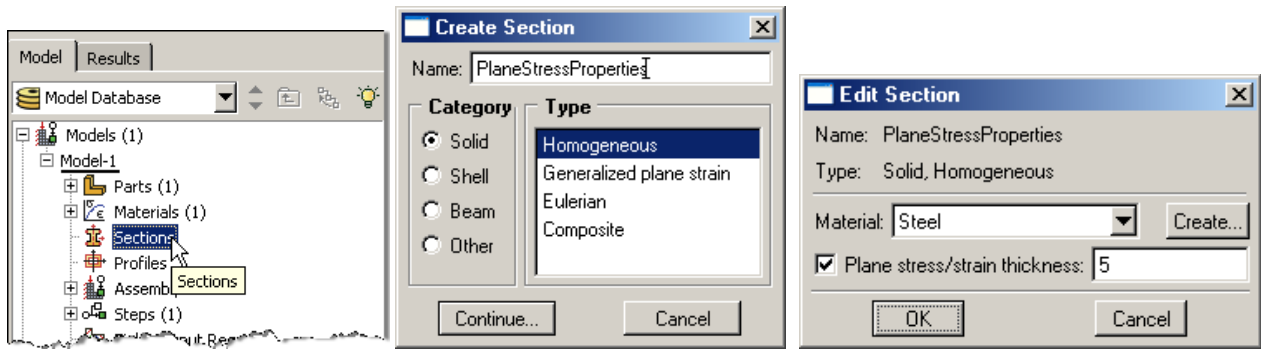 Model Results
Model Database
Models (1)
Model-1
Parts (1)
Materials (1)
Sections
Profiles
Sections
Assemb
Steps (1)
Create Section
Name: PlaneStressProperties
Category
Solid
Shell
Beam
Other
Type
Homogeneous
Generalized plane strain
Eulerian
Composite
Continue... Cancel
Edit Section
Name: PlaneStressProperties
Type: Solid, Homogeneous
Material: Steel Create...
Plane stress/strain thickness: 5
OK Cancel